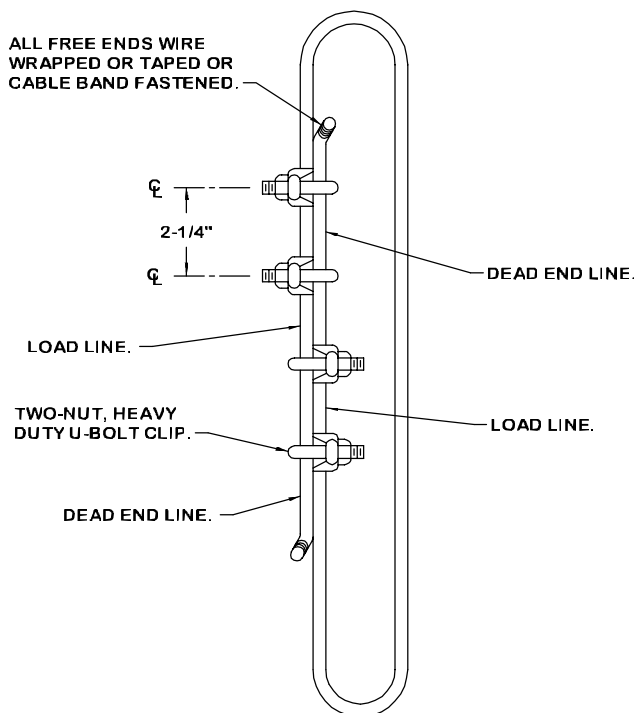 ALL FREE ENDS WIRE
WRAPPED OR TAPED OR
CABLE BAND FASTENED.
℄
2-1/4"
℄
DEAD END LINE.
LOAD LINE.
TWO-NUT, HEAVY
DUTY U-BOLT CLIP.
LOAD LINE.
DEAD END LINE.